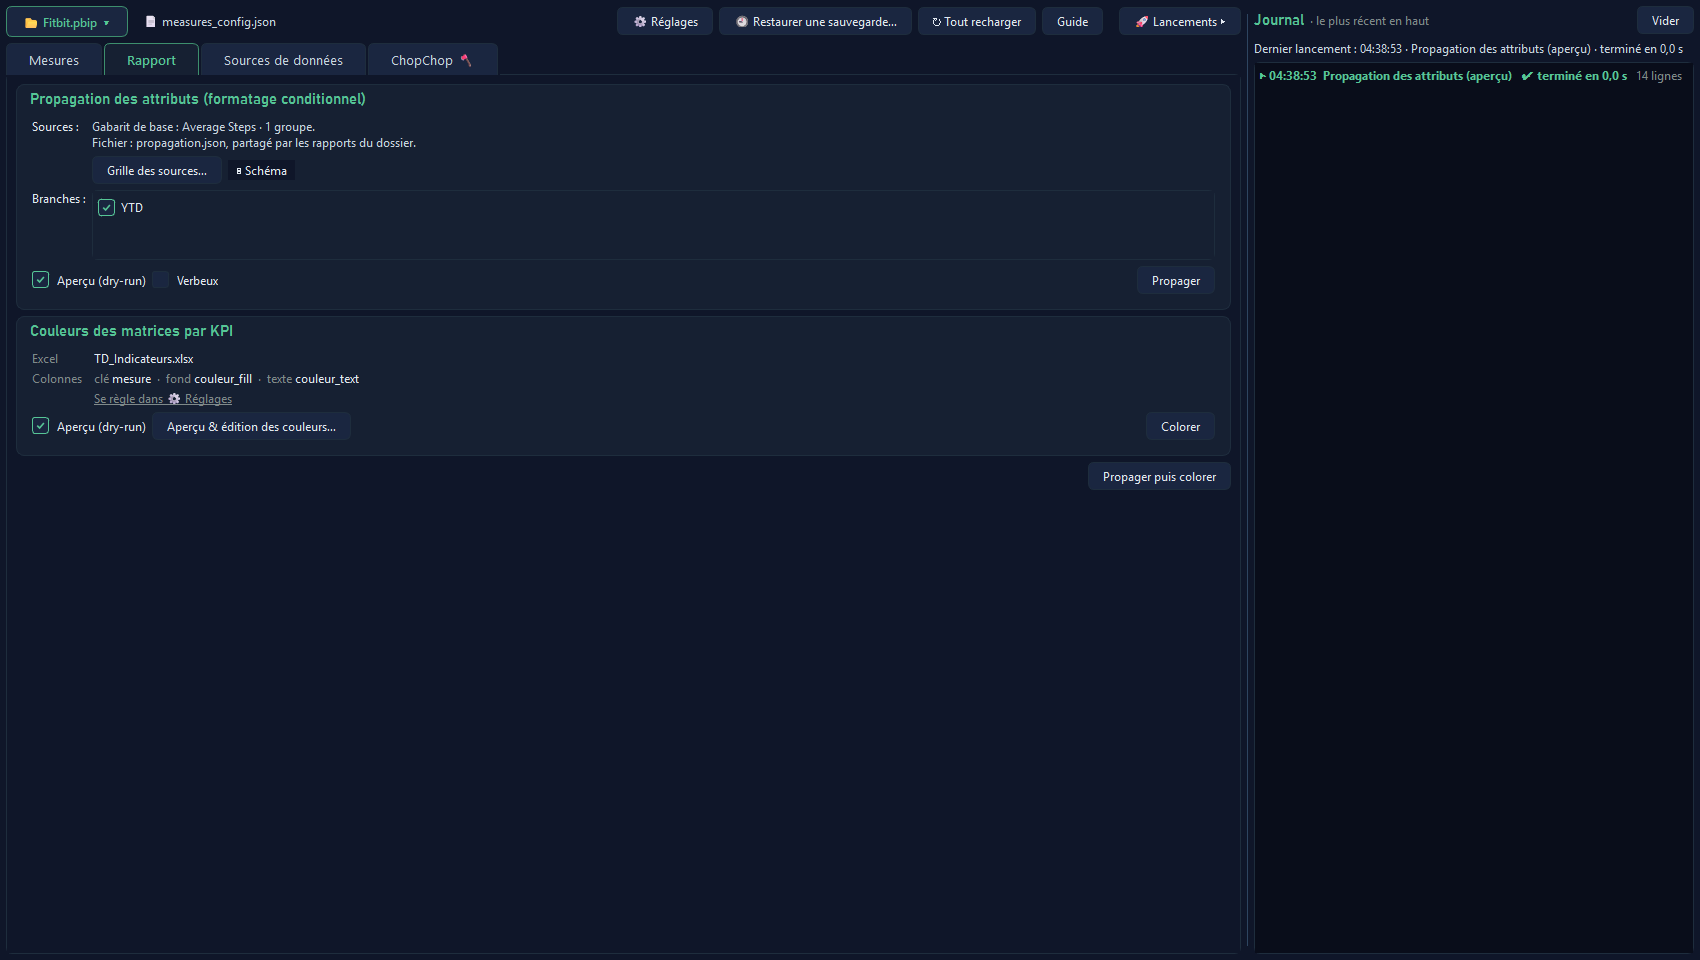 Fitbit.pbip
measures_config.json
Réglages
Restaurer une sauvegarde...
Tout recharger
Guide
Lancements
Mesures
Rapport
Sources de données
ChopChop
Propagation des attributs (formatage conditionnel)
Sources :
Gabarit de base : Average Steps · 1 groupe.
Fichier : propagation.json, partagé par les rapports du dossier.
Grille des sources...
Schéma
Branches :
YTD
Aperçu (dry-run)
Verbeux
Propager
Couleurs des matrices par KPI
Excel
TD_Indicateurs.xlsx
Colonnes
clé mesure · fond couleur_fill · texte couleur_text
Se règle dans Réglages
Aperçu (dry-run)
Aperçu & édition des couleurs...
Colorer
Propager puis colorer
Journal · le plus récent en haut
Vider
Dernier lancement : 04:38:53 · Propagation des attributs (aperçu) · terminé en 0,0 s
04:38:53 Propagation des attributs (aperçu) ✔ terminé en 0,0 s 14 lignes